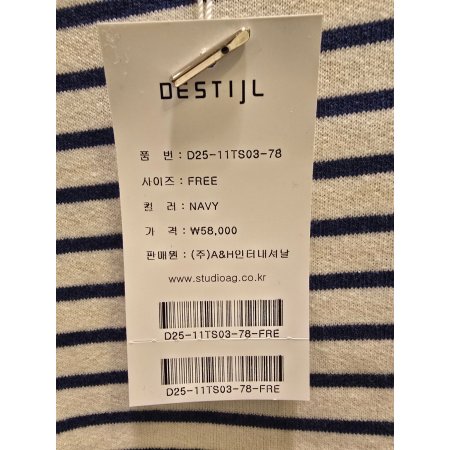 DESTIJL
품 번 : D25-11TS03-78
사이즈 : FREE
컬 러 : NAVY
가 격 : ₩58,000
판매원 : (주)A&H인터내셔날
www.studioag.co.kr
D25-11TS03-78-FRE
D25-11TS03-78-FRE